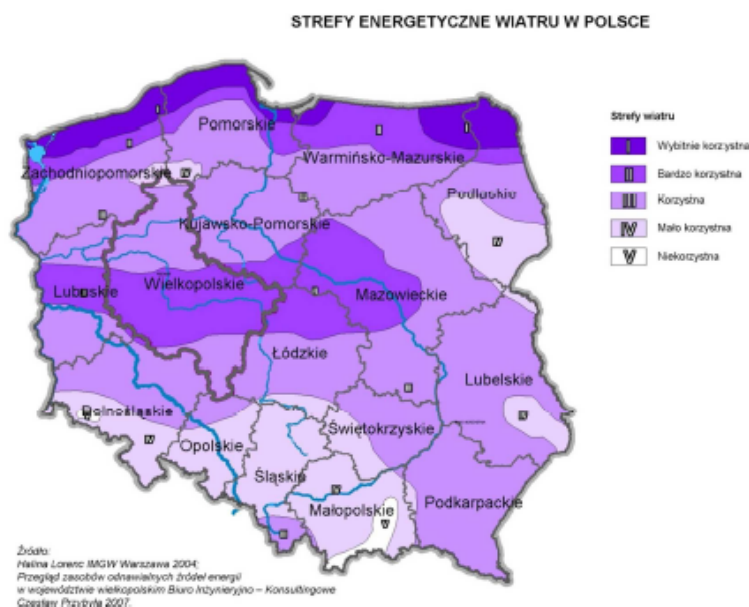 STREFY ENERGETYCZNE WIATRU W POLSCE
Strefy wiatru
I Wybitnie korzystna
II Bardzo korzystna
III Korzystna
IV Mało korzystna
V Niekorzystna
Pomorskie
Warmińsko-Mazurskie
Zachodniopomorskie
Podlaskie
Kujawsko-Pomorskie
Lubuskie
Wielkopolskie
Mazowieckie
Łódzkie
Lubelskie
Dolnośląskie
Opolskie
Świętokrzyskie
Śląskie
Małopolskie
Podkarpackie
Źródło:
Halina Lorenc IMGW Warszawa 2004;
Przegląd zasobów odnawialnych źródeł energii
w województwie wielkopolskim Biuro Inżynieryjno – Konsultingowe
Czesław Przybyła 2007.